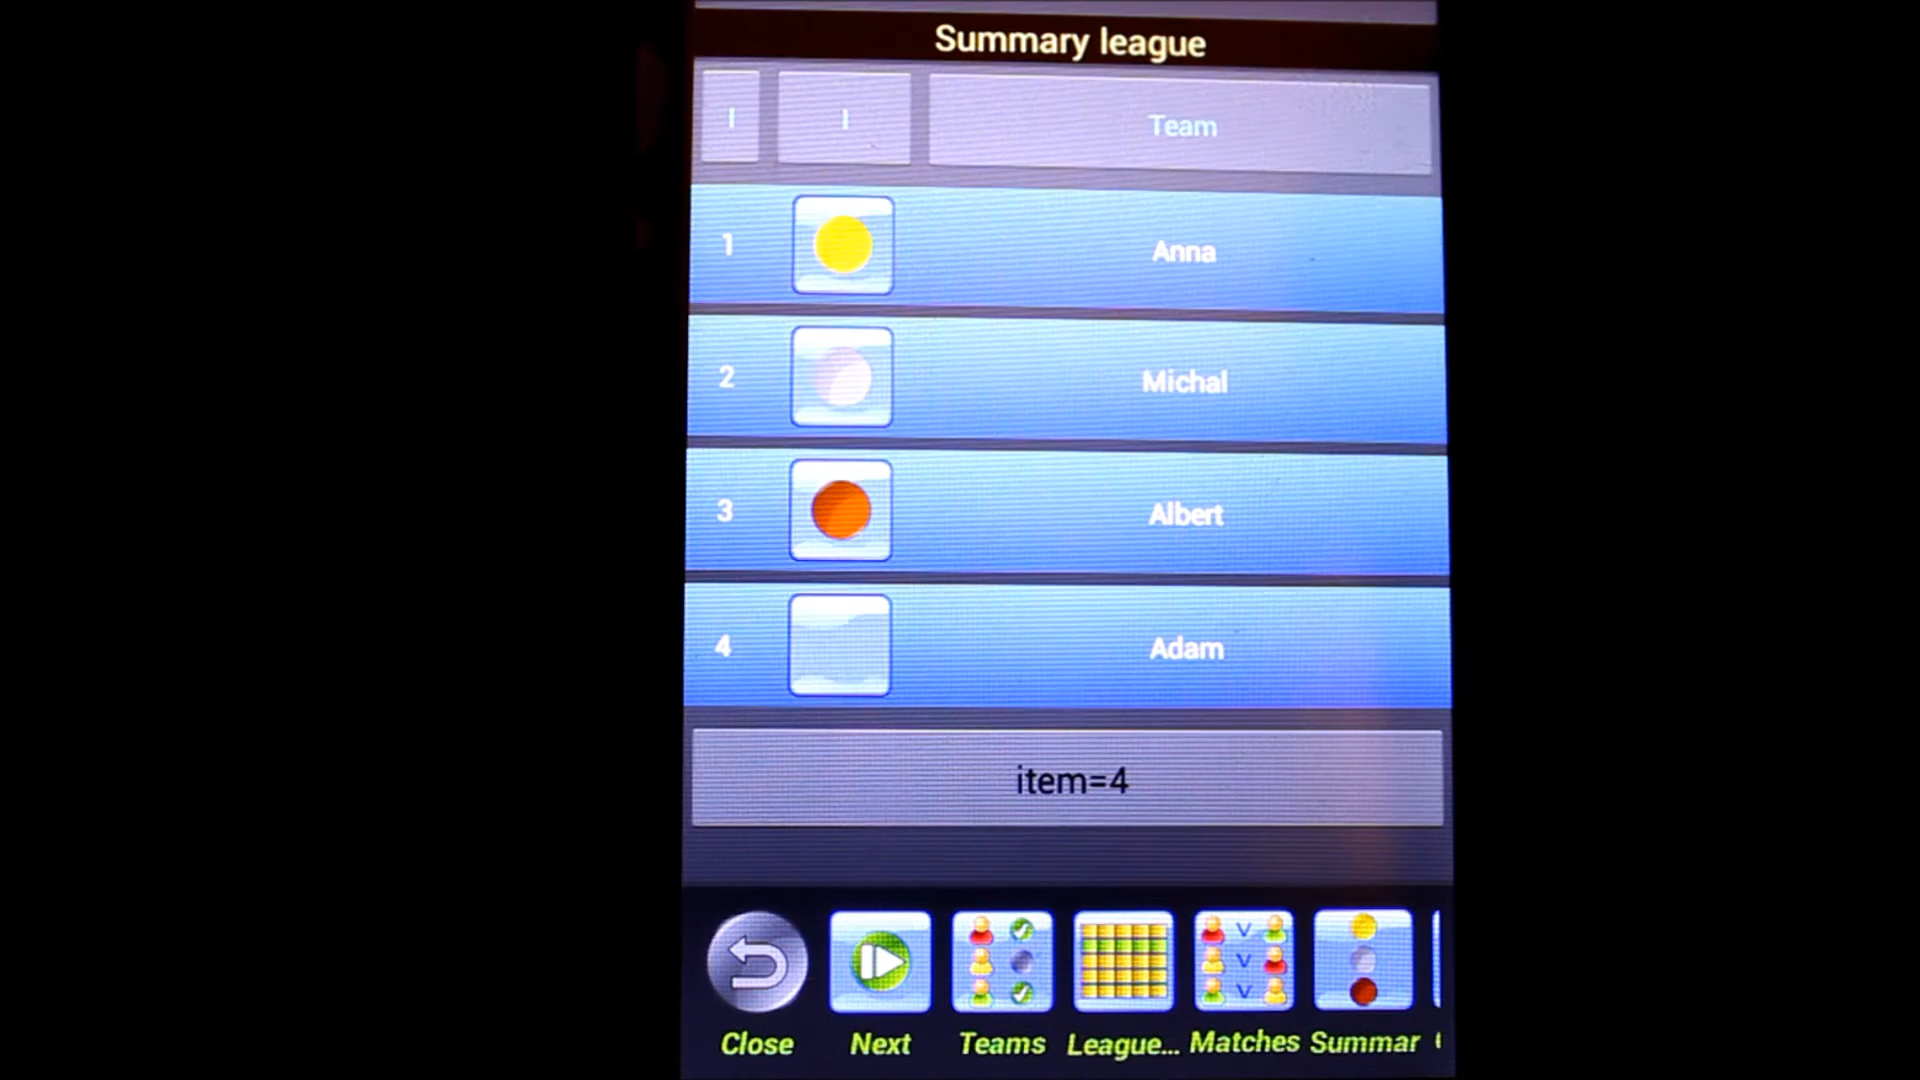 Summary league
I I Team
1 Anna
2 Michal
3 Albert
4 Adam
item=4
Close Next Teams League... Matches Summar